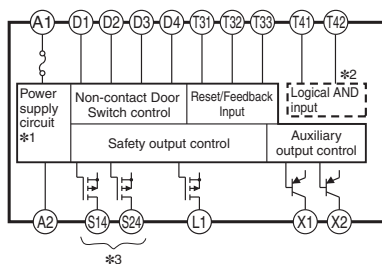 A1 D1 D2 D3 D4 T31 T32 T33 T41 T42
*2
Power
supply
circuit
*1
Non-contact Door
Switch control
Reset/Feedback
Input
Logical AND
input
Safety output control
Auxiliary
output control
A2 S14 S24 L1 X1 X2
*3